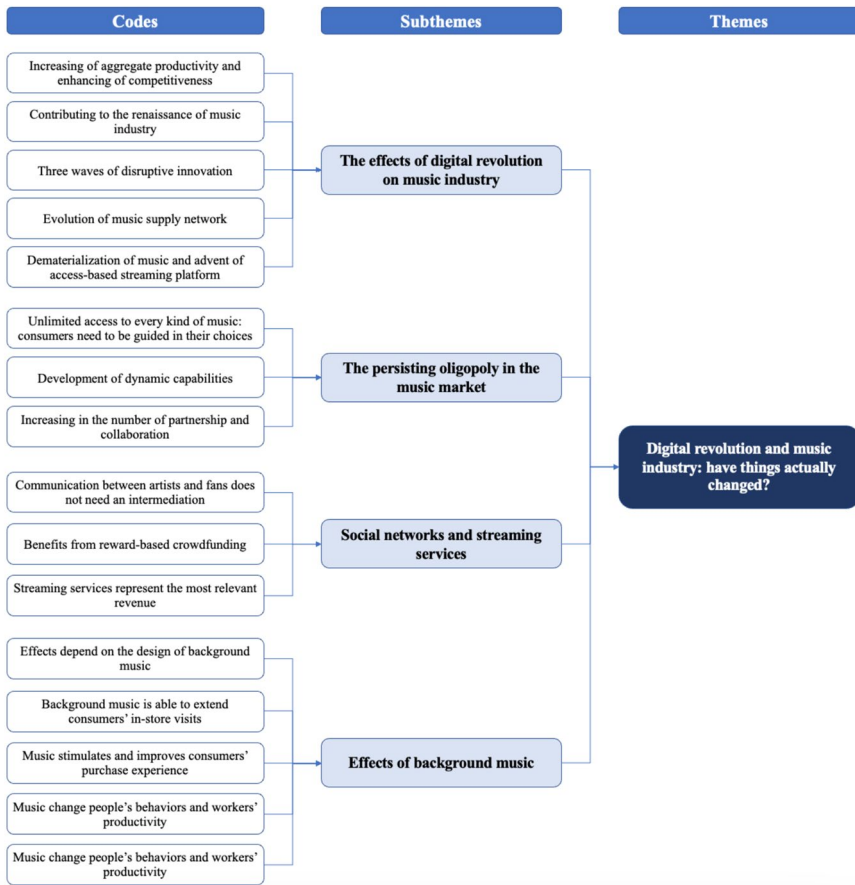 Codes
Subthemes
Themes
Increasing of aggregate productivity and
enhancing of competitiveness
Contributing to the renaissance of music
industry
Three waves of disruptive innovation
Evolution of music supply network
Dematerialization of music and advent of
access-based streaming platform
The effects of digital revolution
on music industry
Unlimited access to every kind of music:
consumers need to be guided in their choices
Development of dynamic capabilities
Increasing in the number of partnership and
collaboration
The persisting oligopoly in the
music market
Communication between artists and fans does
not need an intermediation
Benefits from reward-based crowdfunding
Streaming services represent the most relevant
revenue
Social networks and streaming
services
Effects depend on the design of background
music
Background music is able to extend
consumers’ in-store visits
Music stimulates and improves consumers’
purchase experience
Music change people’s behaviors and workers’
productivity
Music change people’s behaviors and workers’
productivity
Effects of background music
Digital revolution and music
industry: have things actually
changed?